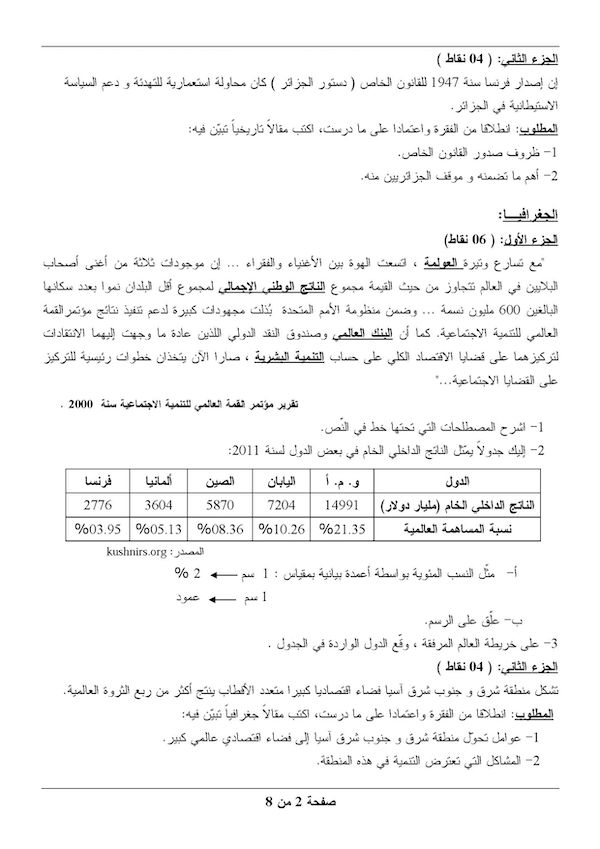 الجزء الثاني: ( 04 نقاط )
إن إصدار فرنسا سنة 1947 للقانون الخاص ( دستور الجزائر ) كان محاولة استعمارية للتهدئة و دعم السياسة
الاستيطانية في الجزائر.
المطلوب: انطلاقا من الفقرة واعتمادا على ما درست، اكتب مقالاً تاريخياً تبيّن فيه:
1- ظروف صدور القانون الخاص.
2- أهم ما تضمنه و موقف الجزائريين منه.
الجغرافيـــا:
الجزء الأول: ( 06 نقاط)
"مع تسارع وتيرة العولمة ، اتسعت الهوة بين الأغنياء والفقراء ... إن موجودات ثلاثة من أغنى أصحاب
البلايين في العالم تتجاوز من حيث القيمة مجموع الناتج الوطني الإجمالي لمجموع أقل البلدان نموا بعدد سكانها
البالغين 600 مليون نسمة ... وضمن منظومة الأمم المتحدة بُذلت مجهودات كبيرة لدعم تنفيذ نتائج مؤتمرالقمة
العالمي للتنمية الاجتماعية. كما أن البنك العالمي وصندوق النقد الدولي اللذين عادة ما وجهت إليهما الانتقادات
لتركيزهما على قضايا الاقتصاد الكلي على حساب التنمية البشرية ، صارا الآن يتخذان خطوات رئيسية للتركيز
على القضايا الاجتماعية..."
تقرير مؤتمر القمة العالمي للتنمية الاجتماعية سنة 2000 .
1- اشرح المصطلحات التي تحتها خط في النّص.
2- إليك جدولاً يمثّل الناتج الداخلي الخام في بعض الدول لسنة 2011:
الدول و. م. أ اليابان الصين ألمانيا فرنسا
الناتج الداخلي الخام (مليار دولار) 14991 7204 5870 3604 2776
نسبة المساهمة العالمية %21.35 %10.26 %08.36 %05.13 %03.95
المصدر: kushnirs.org
أ- مثّل النسب المئوية بواسطة أعمدة بيانية بمقياس : 1 سم ← 2 %
1 سم ← عمود
ب- علّق على الرسم.
3- على خريطة العالم المرفقة ، وقّع الدول الواردة في الجدول .
الجزء الثاني: ( 04 نقاط )
تشكل منطقة شرق و جنوب شرق آسيا فضاء اقتصاديا كبيرا متعدد الأقطاب ينتج أكثر من ربع الثروة العالمية.
المطلوب: انطلاقا من الفقرة واعتمادا على ما درست، اكتب مقالاً جغرافياً تبيّن فيه:
1- عوامل تحوّل منطقة شرق و جنوب شرق آسيا إلى فضاء اقتصادي عالمي كبير.
2- المشاكل التي تعترض التنمية في هذه المنطقة.
صفحة 2 من 8